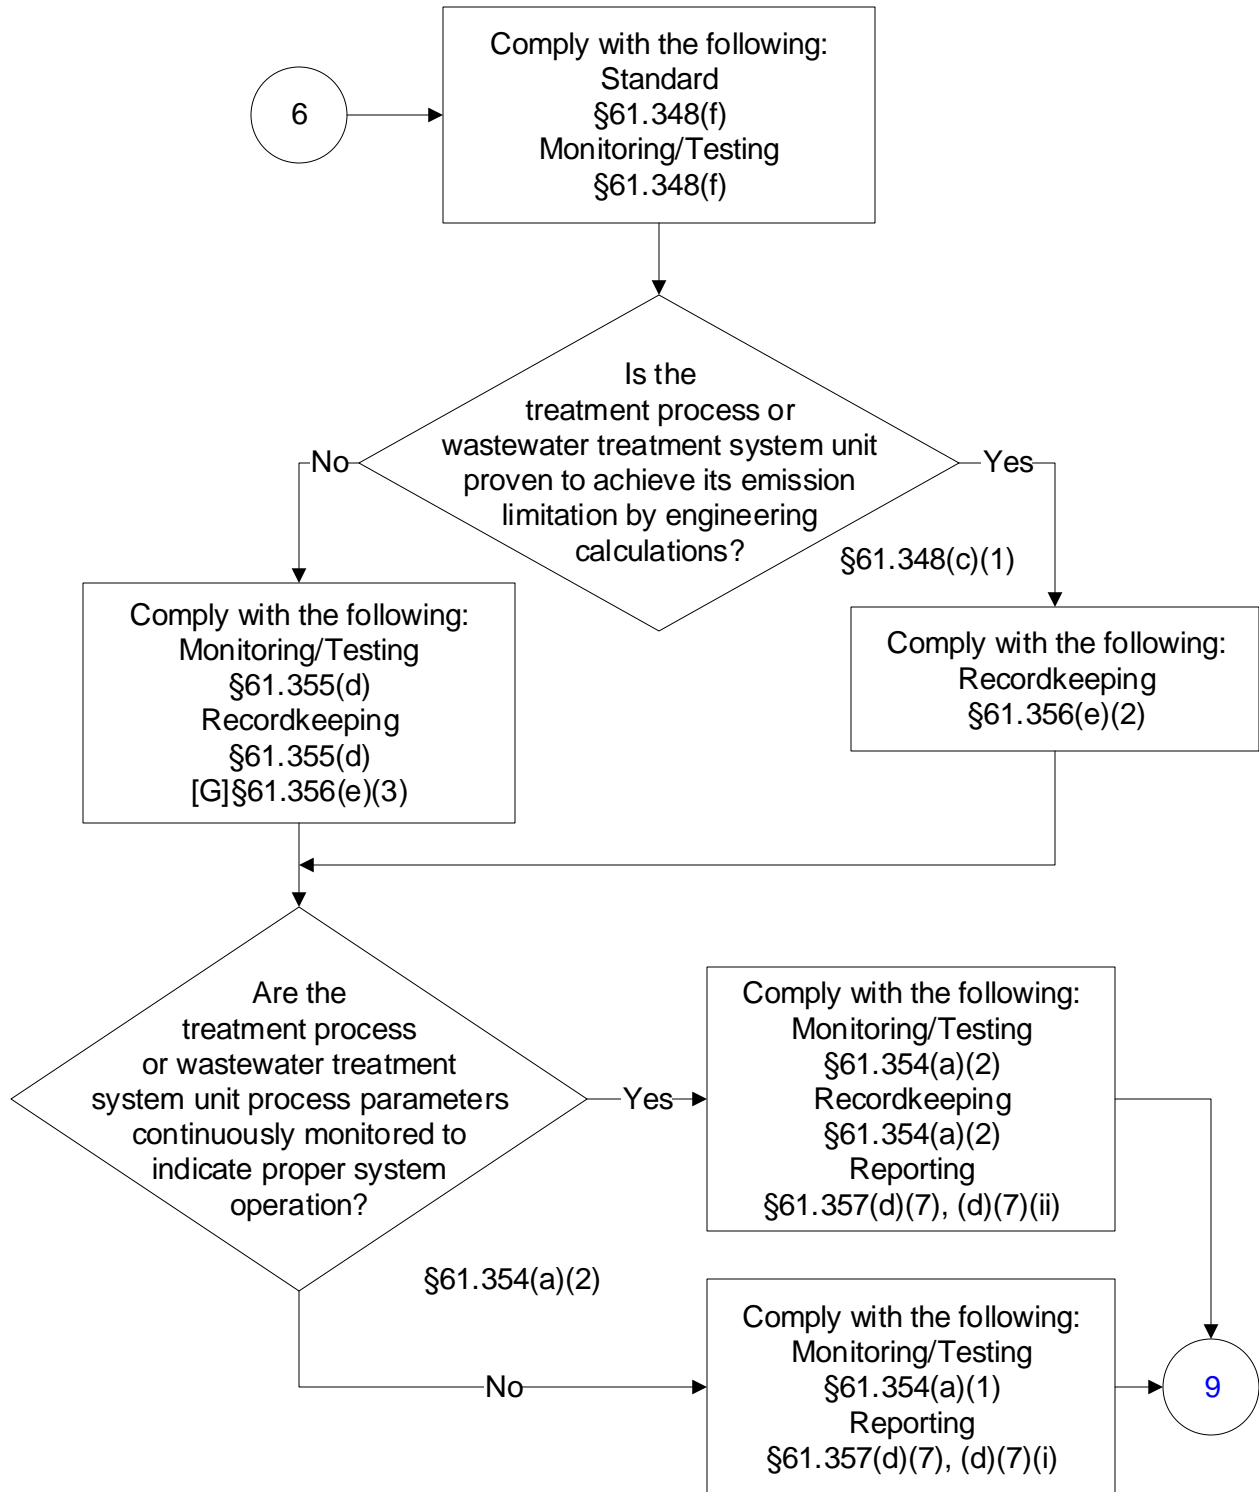 6
Comply with the following:
Standard
§61.348(f)
Monitoring/Testing
§61.348(f)
Is the
treatment process or
wastewater treatment system unit
proven to achieve its emission
limitation by engineering
calculations?
No
Yes
§61.348(c)(1)
Comply with the following:
Monitoring/Testing
§61.355(d)
Recordkeeping
§61.355(d)
[G]§61.356(e)(3)
Comply with the following:
Recordkeeping
§61.356(e)(2)
Are the
treatment process
or wastewater treatment
system unit process parameters
continuously monitored to
indicate proper system
operation?
Yes
§61.354(a)(2)
No
Comply with the following:
Monitoring/Testing
§61.354(a)(2)
Recordkeeping
§61.354(a)(2)
Reporting
§61.357(d)(7), (d)(7)(ii)
Comply with the following:
Monitoring/Testing
§61.354(a)(1)
Reporting
§61.357(d)(7), (d)(7)(i)
9